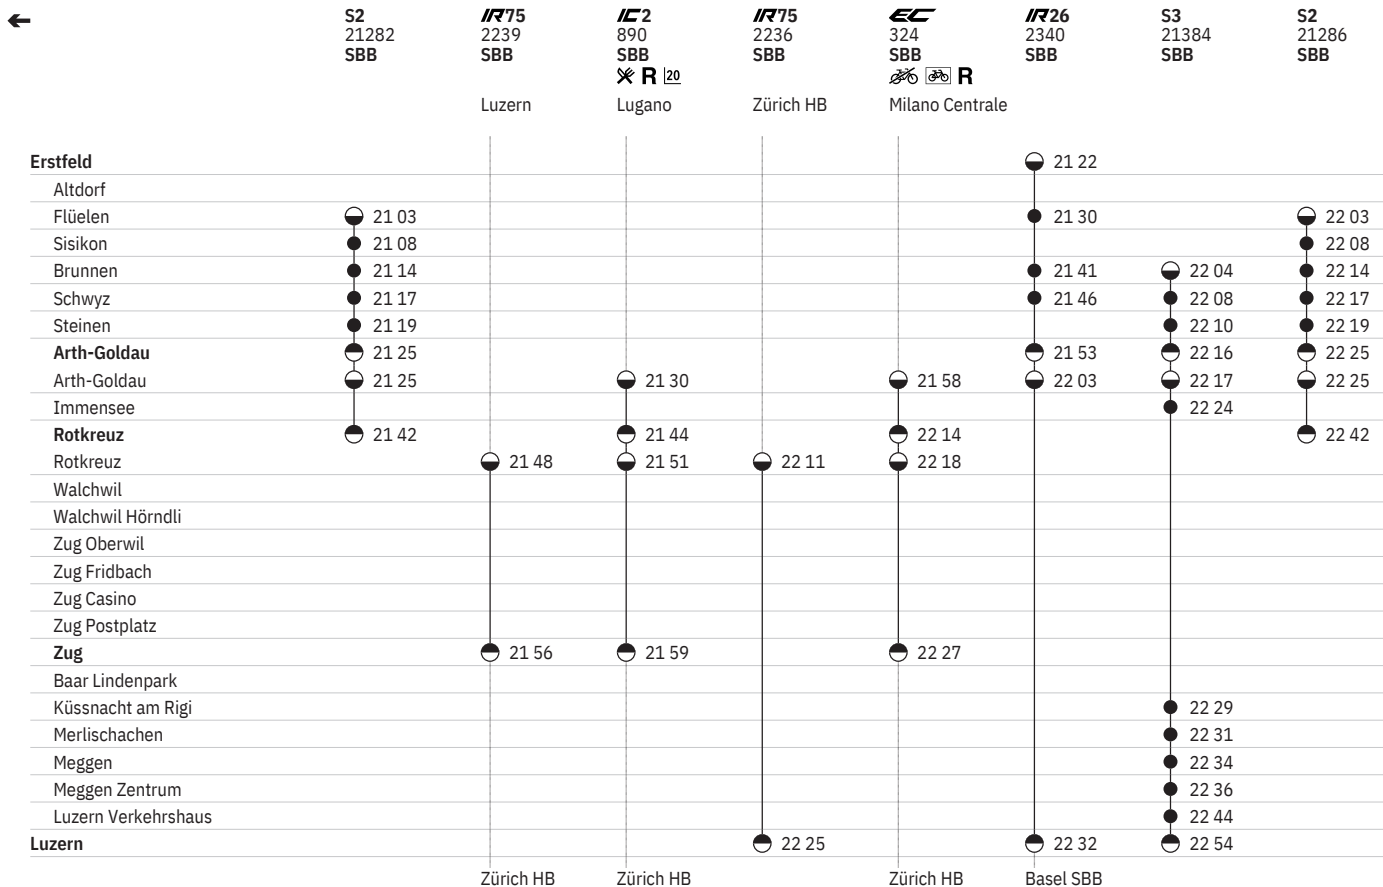 S2 IR75 IC2 IR75 EC IR26 S3 S2
21282 2239 890 2236 324 2340 21384 21286
SBB SBB SBB SBB SBB SBB SBB SBB
R 20 R
Luzern Lugano Zürich HB Milano Centrale
Erstfeld 21 22
Altdorf
Flüelen 21 03 21 30 22 03
Sisikon 21 08 22 08
Brunnen 21 14 21 41 22 04 22 14
Schwyz 21 17 21 46 22 08 22 17
Steinen 21 19 22 10 22 19
Arth-Goldau 21 25 21 53 22 16 22 25
Arth-Goldau 21 25 21 30 21 58 22 03 22 17 22 25
Immensee 22 24
Rotkreuz 21 42 21 44 22 14 22 42
Rotkreuz 21 48 21 51 22 11 22 18
Walchwil
Walchwil Hörndli
Zug Oberwil
Zug Fridbach
Zug Casino
Zug Postplatz
Zug 21 56 21 59 22 27
Baar Lindenpark
Küssnacht am Rigi 22 29
Merlischachen 22 31
Meggen 22 34
Meggen Zentrum 22 36
Luzern Verkehrshaus 22 44
Luzern 22 25 22 32 22 54
Zürich HB Zürich HB Zürich HB Basel SBB